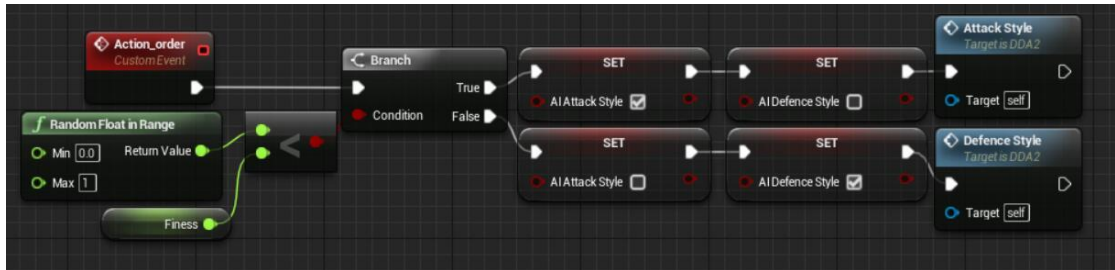 Action_order
CustomEvent
Random Float in Range
Min 0.0
Return Value
Max 1
Finess
<
Branch
True
Condition
False
SET
AI Attack Style
SET
AI Defence Style
SET
AI Attack Style
SET
AI Defence Style
Attack Style
Target is DDA2
Target self
Defence Style
Target is DDA2
Target self